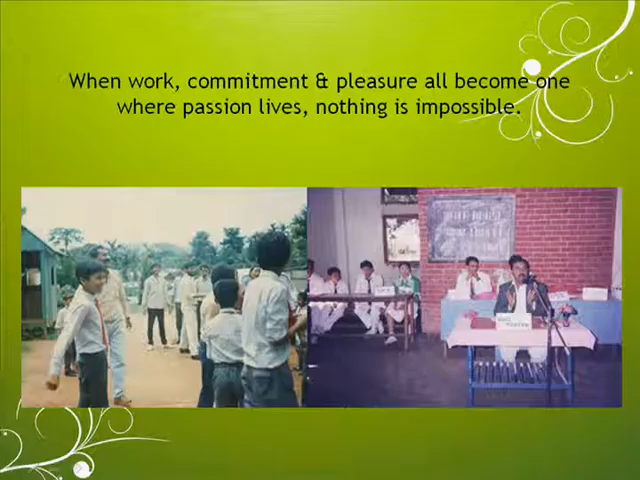 When work, commitment & pleasure all become one
where passion lives, nothing is impossible.